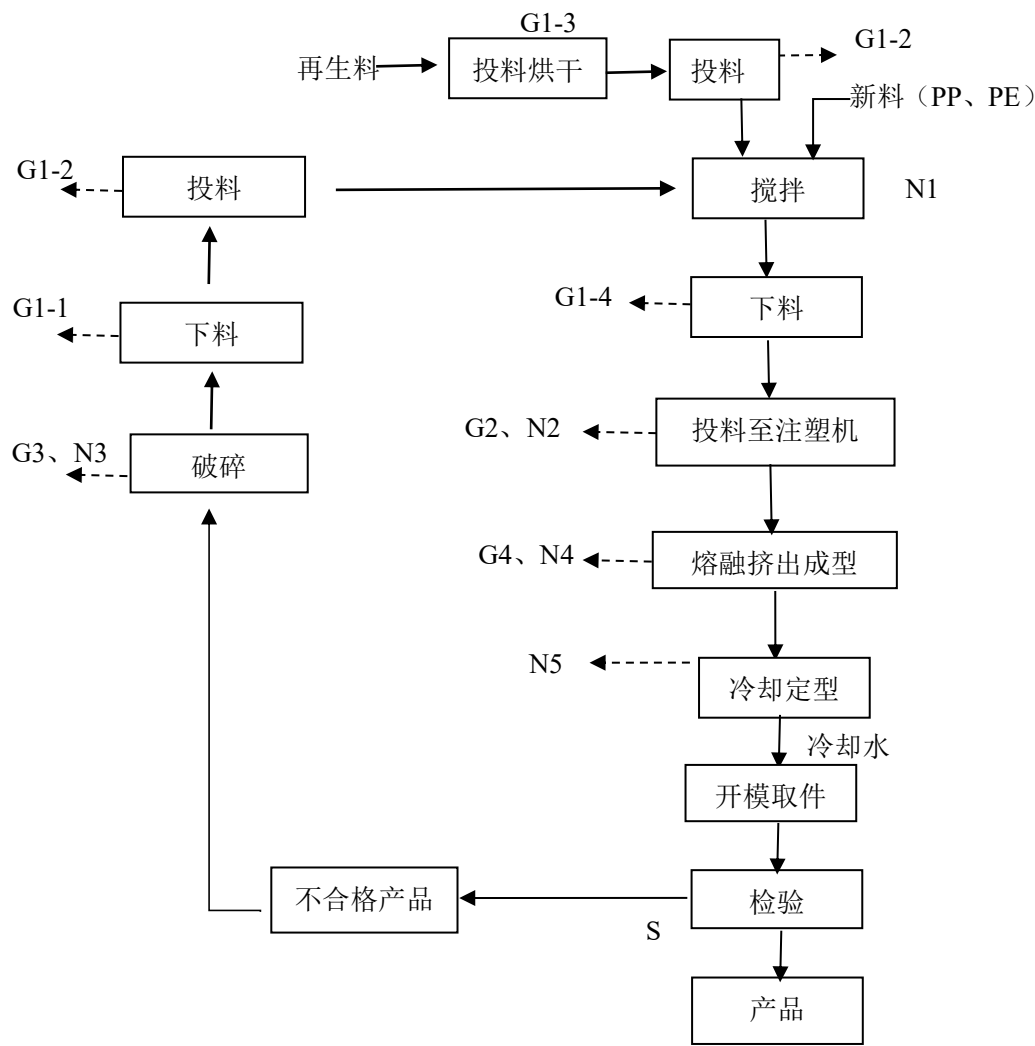 G1-3
再生料
投料烘干
投料
G1-2
新料（PP、PE）
G1-2
投料
搅拌
N1
G1-1
下料
G1-4
下料
G2、N2
投料至注塑机
G3、N3
破碎
G4、N4
熔融挤出成型
N5
冷却定型
冷却水
开模取件
不合格产品
S
检验
产品